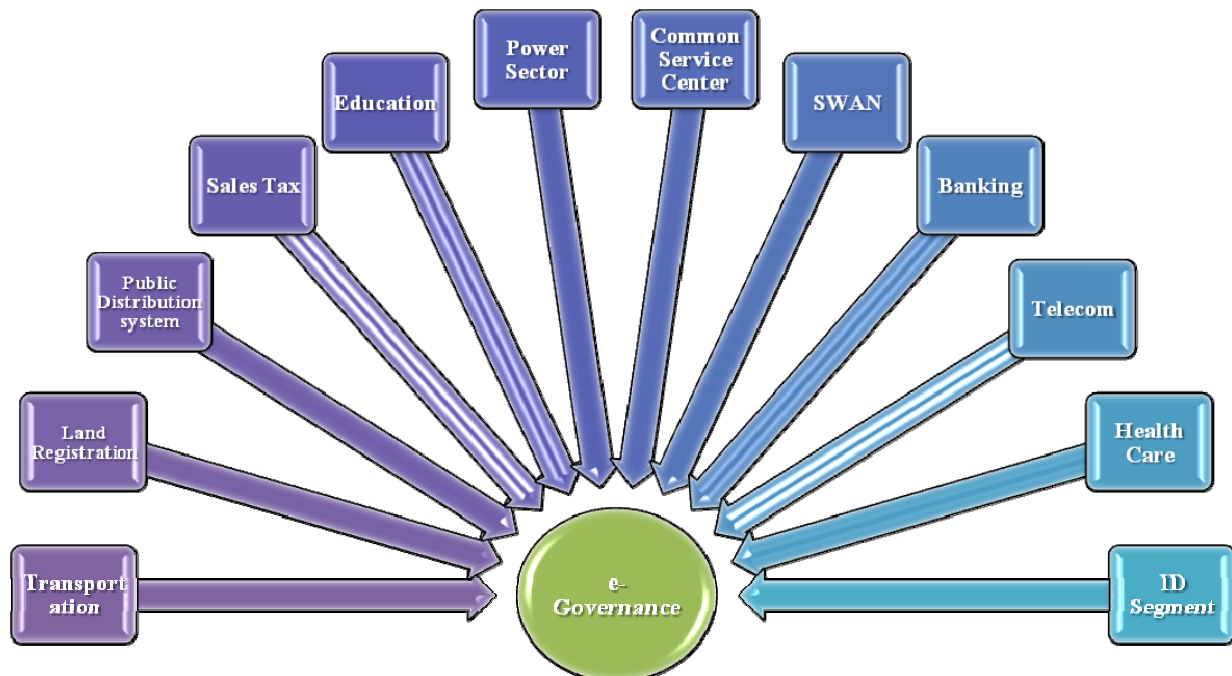 Transport
ation
Land
Registration
Public
Distribution
system
Sales Tax
Education
Power
Sector
Common
Service
Center
SWAN
Banking
Telecom
Health
Care
ID
Segment
e-
Governance